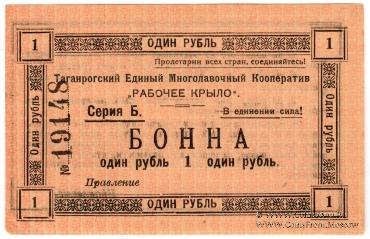 1 ОДИН РУБЛЬ 1
Пролетарии всех стран, соединяйтесь!
Таганрогский Единый Многолавочный Кооператив
„РАБОЧЕЕ КРЫЛО".
Серия Б. В единении сила!
БОННА
один рубль 1 один рубль.
Правление
№ 19148
Один рубль
Один рубль
1 ОДИН РУБЛЬ 1